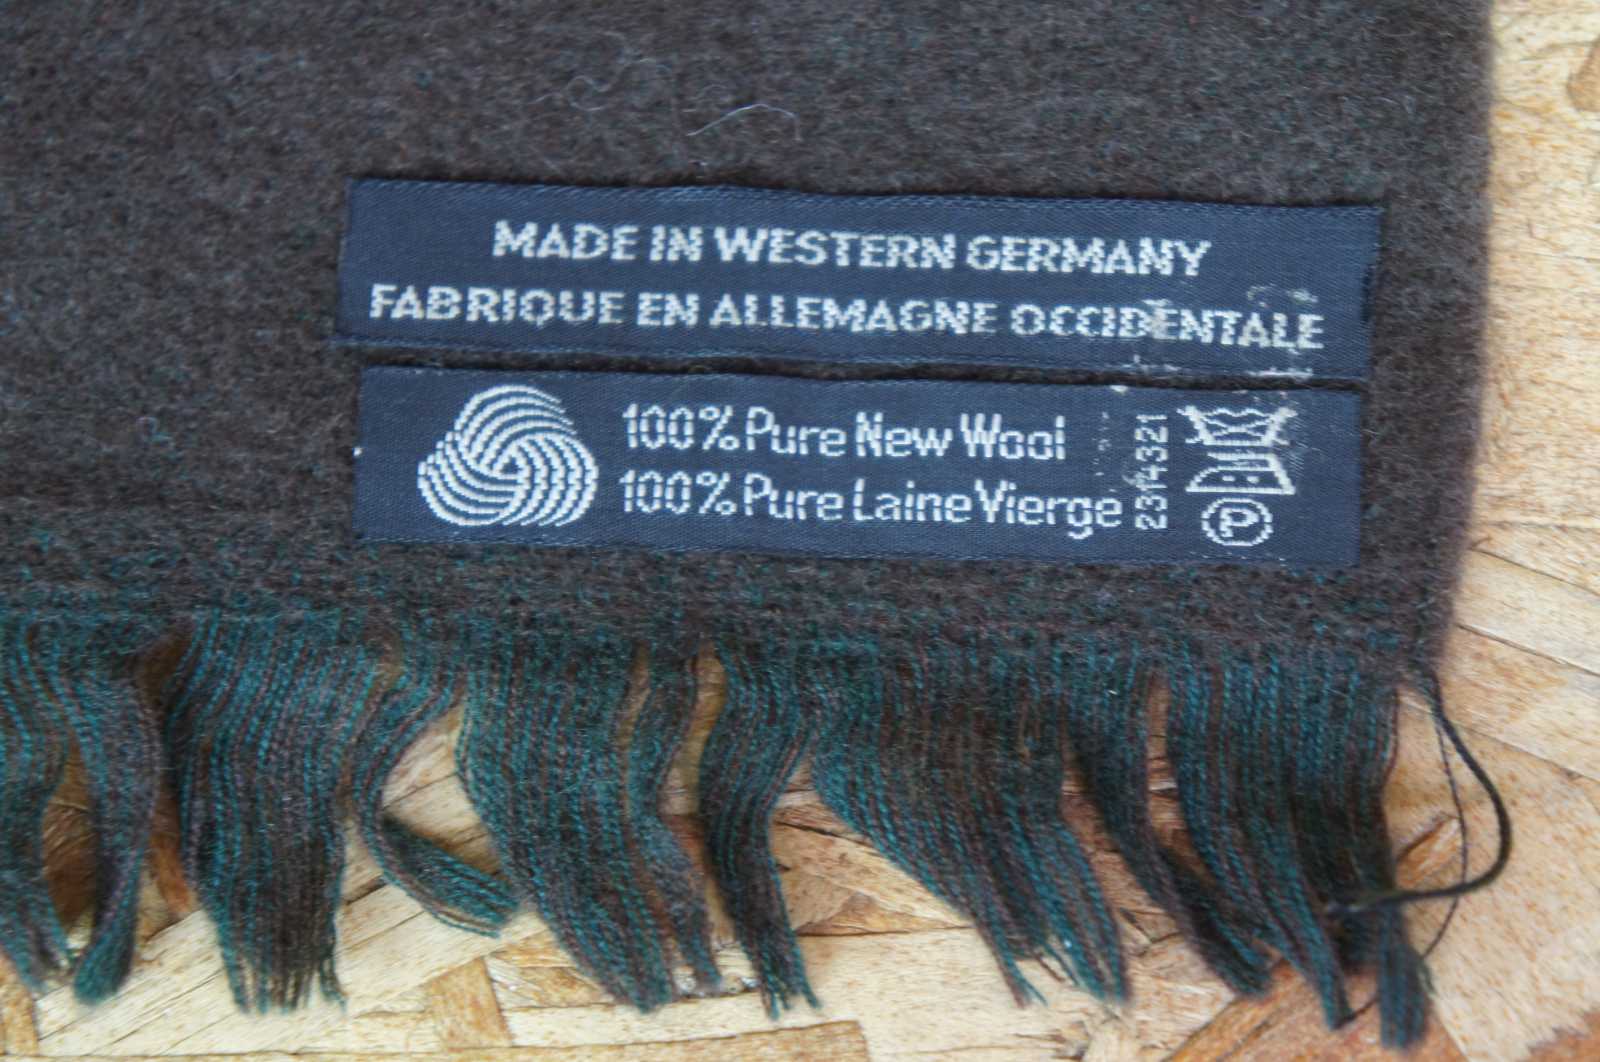 MADE IN WESTERN GERMANY
FABRIQUE EN ALLEMAGNE OCCIDENTALE
100% Pure New Wool
100% Pure Laine Vierge
2314321
P